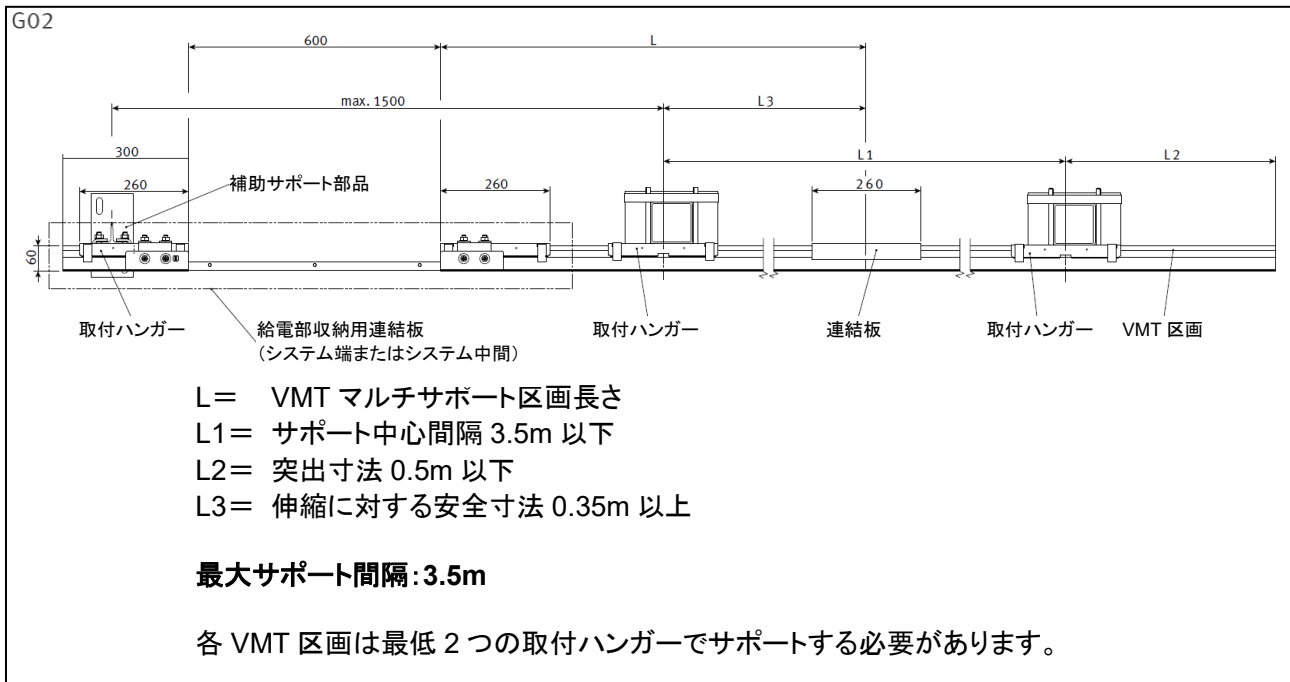 G02
600
L
max. 1500
L3
300
L1
L2
260
補助サポート部品
260
260
60
取付ハンガー
給電部収納用連結板
(システム端またはシステム中間)
取付ハンガー
連結板
取付ハンガー
VMT 区画
L＝ VMT マルチサポート区画長さ
L1＝ サポート中心間隔 3.5m 以下
L2＝ 突出寸法 0.5m 以下
L3＝ 伸縮に対する安全寸法 0.35m 以上
最大サポート間隔：3.5m
各 VMT 区画は最低 2 つの取付ハンガーでサポートする必要があります。